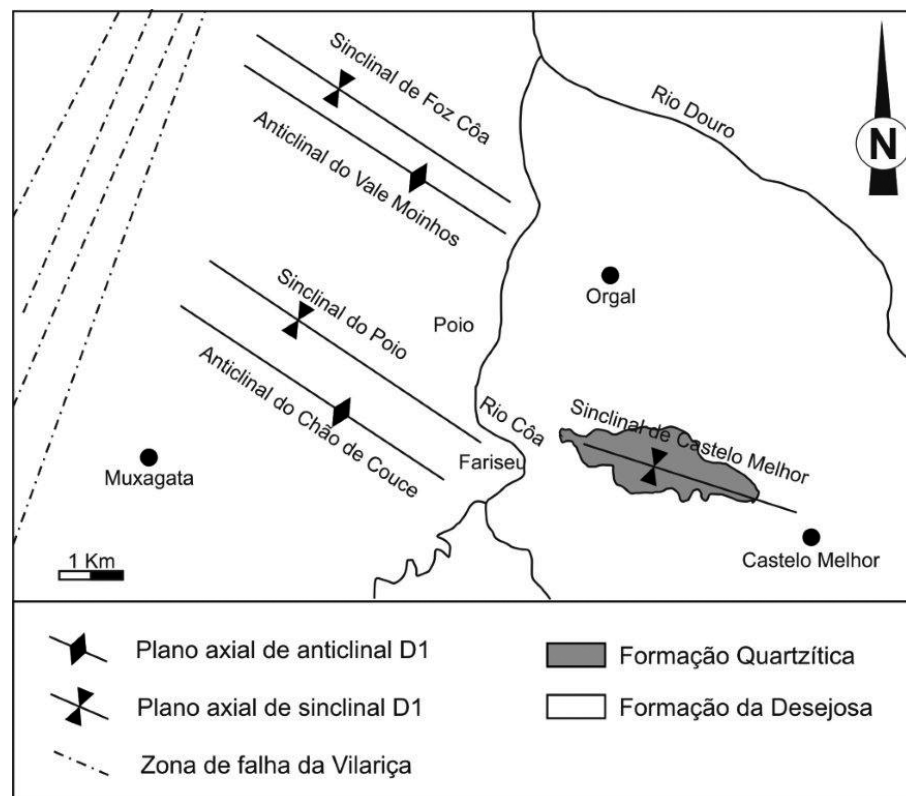 Sinclinal de Foz Côa
Anticlinal do Vale Moinhos
Rio Douro
N
Sinclinal do Poio
Anticlinal do Chão de Couce
Poio
Orgal
Rio Côa
Sinclinal de Castelo Melhor
Fariseu
Muxagata
Castelo Melhor
1 Km
Plano axial de anticlinal D1
Plano axial de sinclinal D1
Zona de falha da Vilariça
Formação Quartzítica
Formação da Desejosa